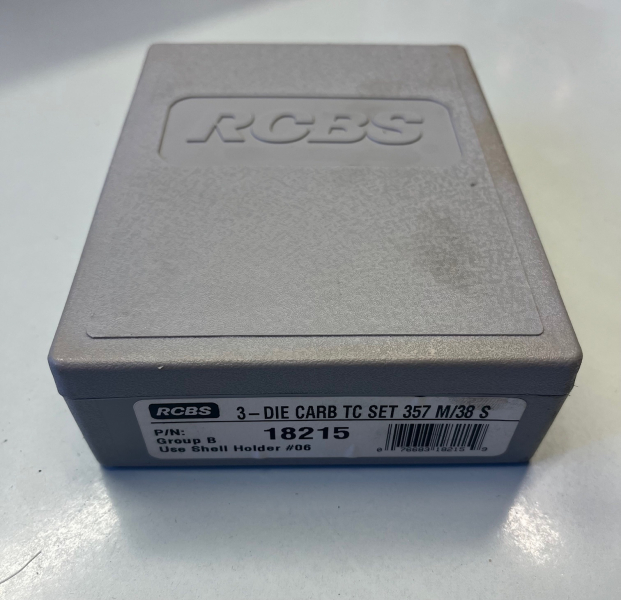 RCBS
RCBS 3-DIE CARB TC SET 357 M/38 S
P/N: 18215
Group B
Use Shell Holder #06